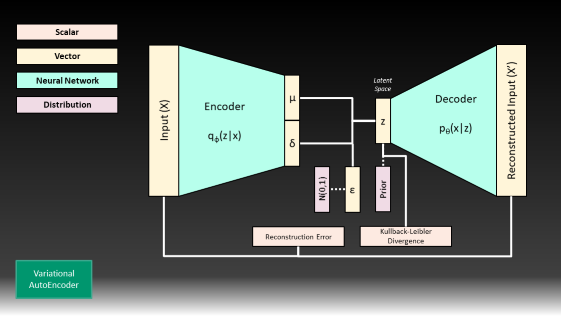 Scalar
Vector
Neural Network
Distribution
Input (X)
Encoder
qϕ(z|x)
μ
δ
N(0,1)
ε
Latent
Space
z
Prior
Decoder
pθ(x|z)
Reconstructed Input (X')
Reconstruction Error
Kullback-Leibler
Divergence
Variational
AutoEncoder